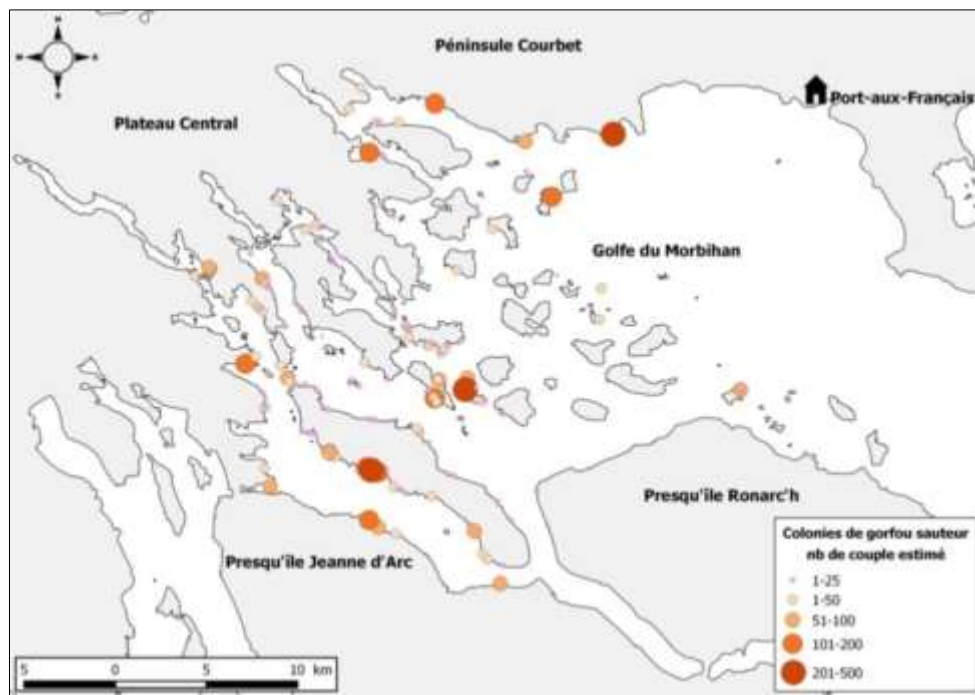 Péninsule Courbet
Port-aux-Français
Plateau Central
Golfe du Morbihan
Presqu'île Ronarc'h
Presqu'île Jeanne d'Arc
Colonies de gorfou sauteur
nb de couple estimé
1-25
1-50
51-100
101-200
201-500
5 0 5 10 km